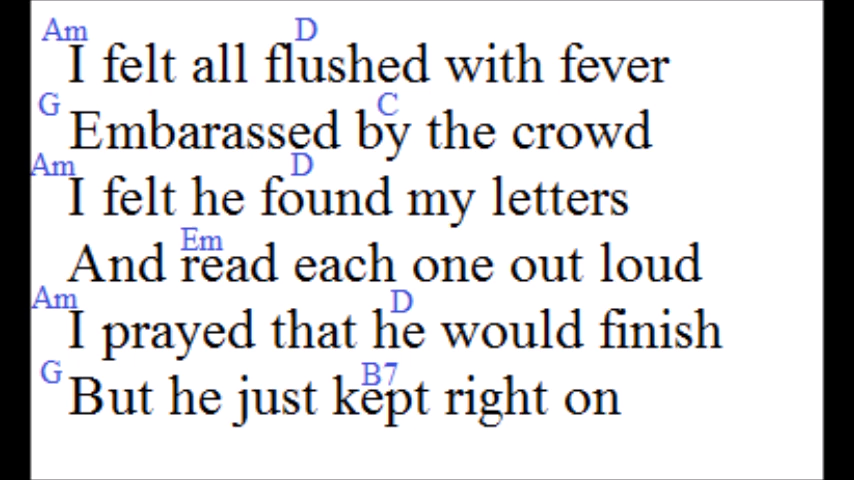 Am D
I felt all flushed with fever
G C
Embarassed by the crowd
Am D
I felt he found my letters
Em
And read each one out loud
Am D
I prayed that he would finish
G B7
But he just kept right on